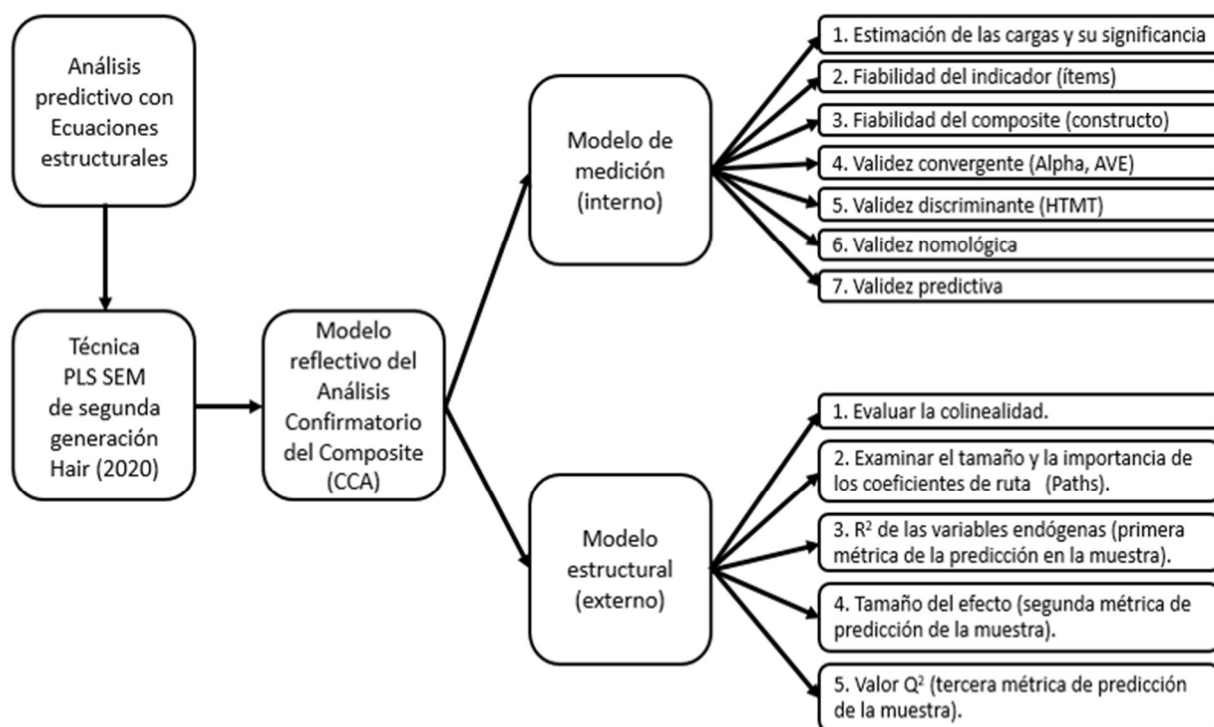 Análisis
predictivo con
Ecuaciones
estructurales
Técnica
PLS SEM
de segunda
generación
Hair (2020)
Modelo
reflectivo del
Análisis
Confirmatorio
del Composite
(CCA)
Modelo de
medición
(interno)
1. Estimación de las cargas y su significancia
2. Fiabilidad del indicador (ítems)
3. Fiabilidad del composite (constructo)
4. Validez convergente (Alpha, AVE)
5. Validez discriminante (HTMT)
6. Validez nomológica
7. Validez predictiva
Modelo
estructural
(externo)
1. Evaluar la colinealidad.
2. Examinar el tamaño y la importancia de
los coeficientes de ruta (Paths).
3. R² de las variables endógenas (primera
métrica de la predicción en la muestra).
4. Tamaño del efecto (segunda métrica de
predicción de la muestra).
5. Valor Q² (tercera métrica de predicción
de la muestra).